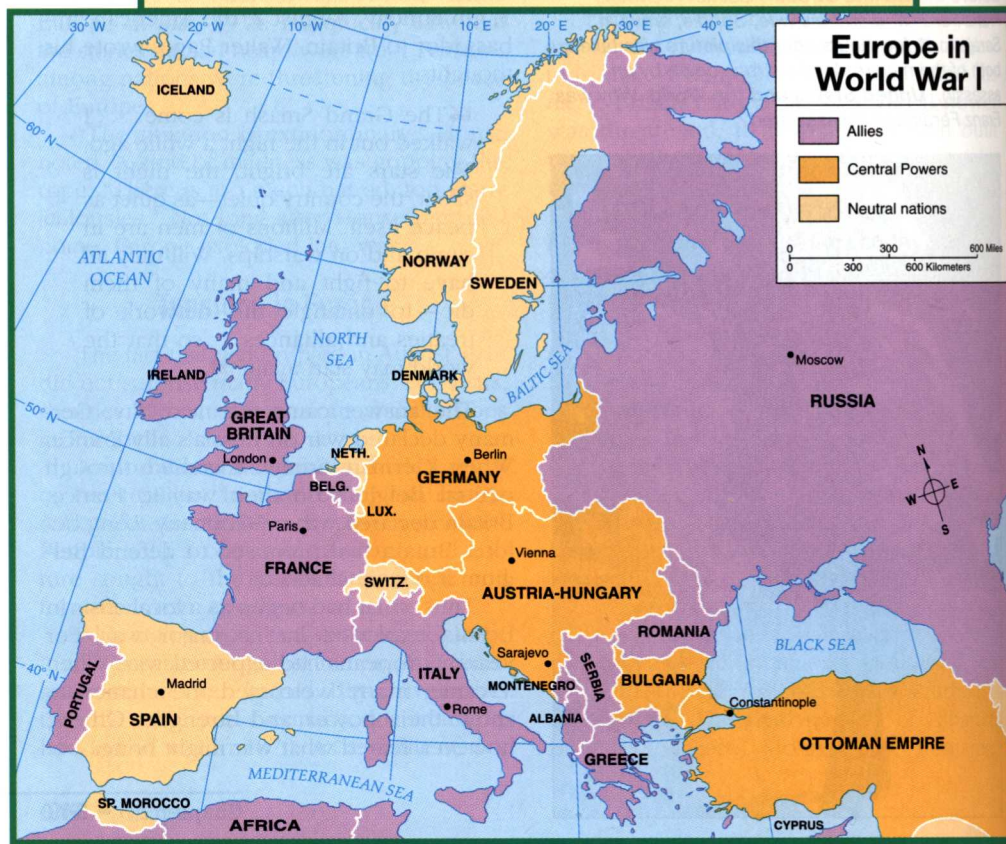 30° W
20° W
10° W
0°
10° E
20° E
30° E
40° E
Europe in
World War I
Allies
Central Powers
Neutral nations
0 300 600 Miles
0 300 600 Kilometers
ICELAND
60° N
ATLANTIC
OCEAN
NORWAY
SWEDEN
NORTH
SEA
IRELAND
DENMARK
BALTIC SEA
Moscow
RUSSIA
50° N
GREAT
BRITAIN
London
NETH.
Berlin
GERMANY
BELG.
LUX.
N
W E
S
Paris
FRANCE
Vienna
SWITZ.
AUSTRIA-HUNGARY
ROMANIA
BLACK SEA
40° N
PORTUGAL
Madrid
SPAIN
ITALY
Rome
Sarajevo
SERBIA
MONTENEGRO
BULGARIA
ALBANIA
Constantinople
GREECE
OTTOMAN EMPIRE
MEDITERRANEAN SEA
SP. MOROCCO
AFRICA
CYPRUS